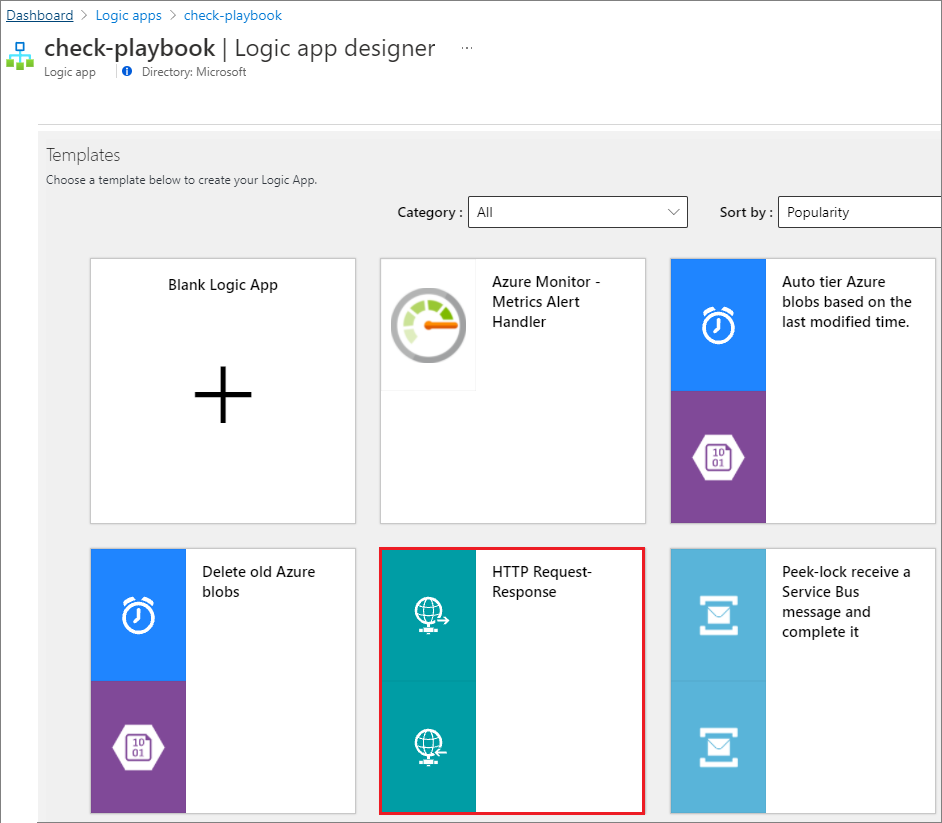 Dashboard > Logic apps > check-playbook
check-playbook | Logic app designer ...
Logic app
Directory: Microsoft
Templates
Choose a template below to create your Logic App.
Category : All
Sort by : Popularity
Blank Logic App
Azure Monitor -
Metrics Alert
Handler
Auto tier Azure
blobs based on the
last modified time.
10
01
Delete old Azure
blobs
10
01
HTTP Request-
Response
Peek-lock receive a
Service Bus
message and
complete it